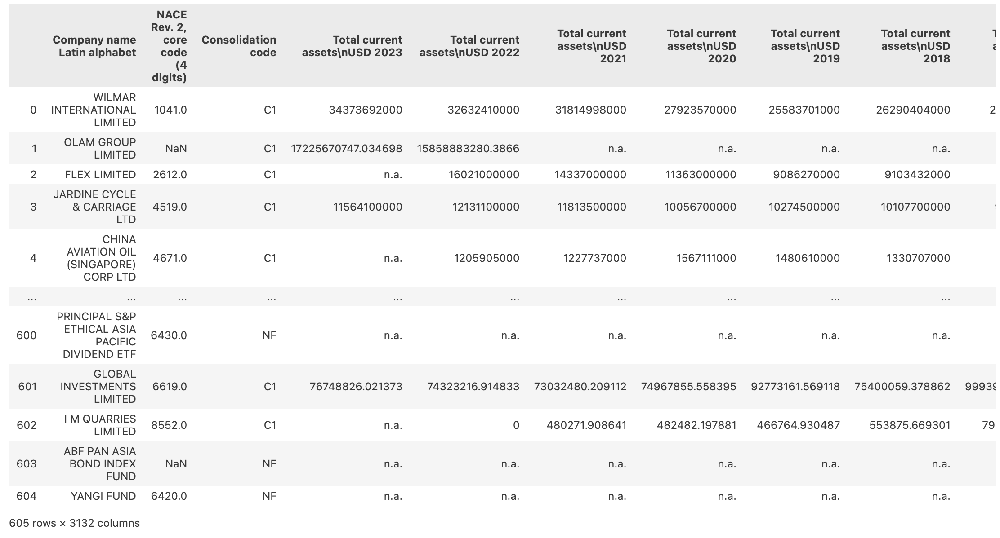 Company name
Latin alphabet
NACE
Rev. 2,
core
code
(4
digits)
Consolidation
code
Total current
assets\nUSD 2023
Total current
assets\nUSD 2022
Total current
assets\nUSD
2021
Total current
assets\nUSD
2020
Total current
assets\nUSD
2019
Total current
assets\nUSD
2018
0
WILMAR
INTERNATIONAL
LIMITED
1041.0 C1 34373692000 32632410000 31814998000 27923570000 25583701000 26290404000 2
1
OLAM GROUP
LIMITED
NaN C1 17225670747.034698 15858883280.3866 n.a. n.a. n.a. n.a.
2 FLEX LIMITED 2612.0 C1 n.a. 16021000000 14337000000 11363000000 9086270000 9103432000
3
JARDINE CYCLE
& CARRIAGE
LTD
4519.0 C1 11564100000 12131100000 11813500000 10056700000 10274500000 10107700000
4
CHINA
AVIATION OIL
(SINGAPORE)
CORP LTD
4671.0 C1 n.a. 1205905000 1227737000 1567111000 1480610000 1330707000
... ... ... ... ... ... ... ... ... ...
600
PRINCIPAL S&P
ETHICAL ASIA
PACIFIC
DIVIDEND ETF
6430.0 NF n.a. n.a. n.a. n.a. n.a. n.a.
601
GLOBAL
INVESTMENTS
LIMITED
6619.0 C1 76748826.021373 74323216.914833 73032480.209112 74967855.558395 92773161.569118 75400059.378862 9993
602
I M QUARRIES
LIMITED
8552.0 C1 n.a. 0 480271.908641 482482.197881 466764.930487 553875.669301 79
603
ABF PAN ASIA
BOND INDEX
FUND
NaN NF n.a. n.a. n.a. n.a. n.a. n.a.
604 YANGI FUND 6420.0 NF n.a. n.a. n.a. n.a. n.a. n.a.
605 rows × 3132 columns